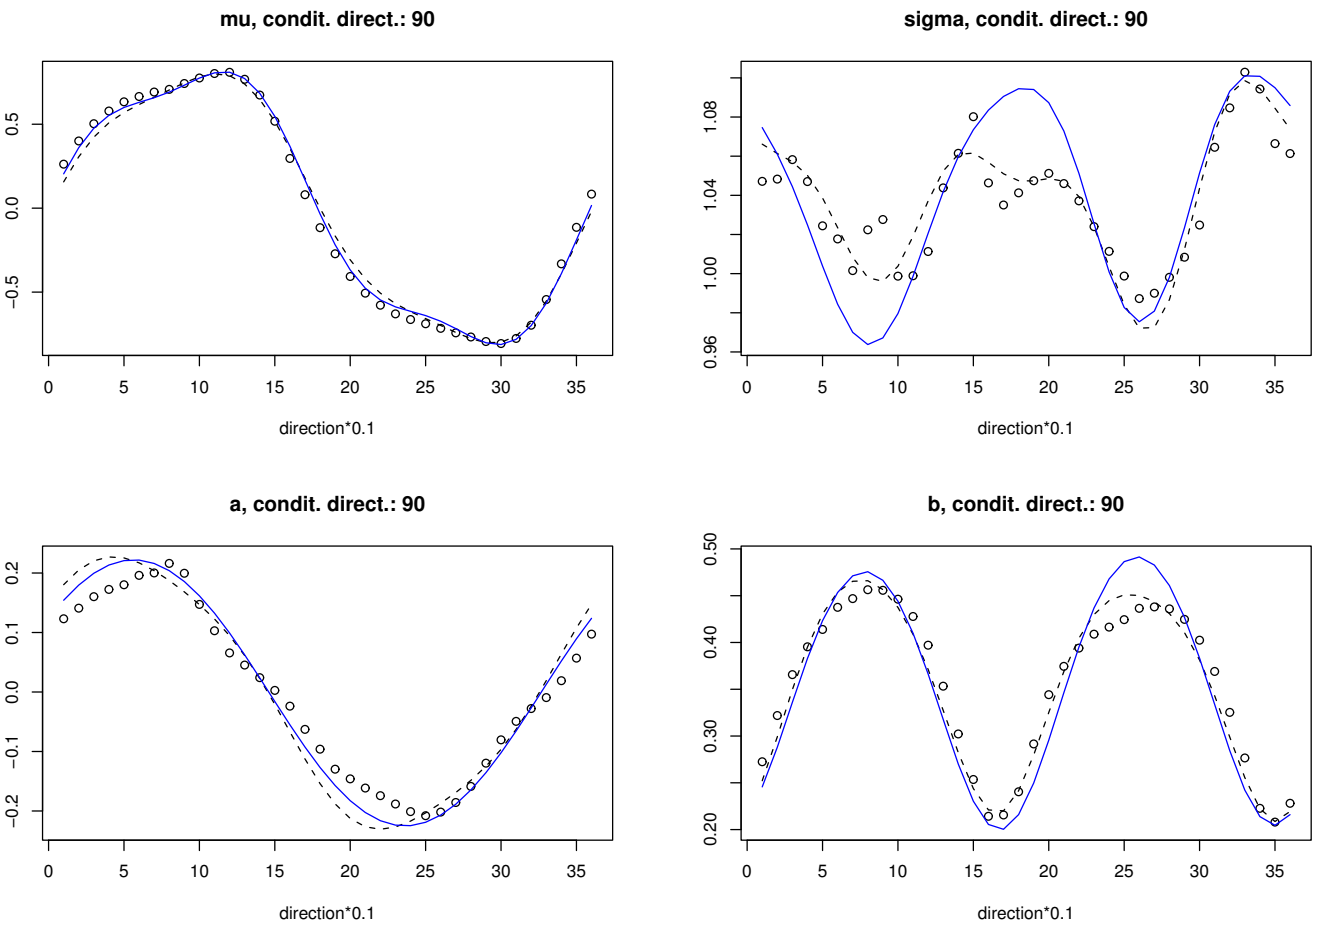 mu, condit. direct.: 90
0.5
0.0
−0.5
0 5 10 15 20 25 30 35
direction*0.1
sigma, condit. direct.: 90
1.08
1.04
1.00
0.96
0 5 10 15 20 25 30 35
direction*0.1
a, condit. direct.: 90
0.2
0.1
0.0
−0.1
−0.2
0 5 10 15 20 25 30 35
direction*0.1
b, condit. direct.: 90
0.50
0.40
0.30
0.20
0 5 10 15 20 25 30 35
direction*0.1